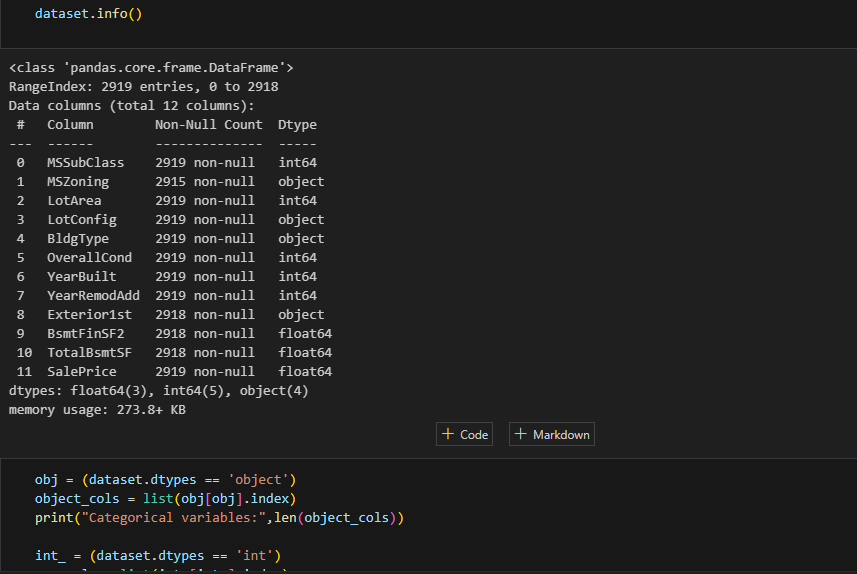 dataset.info()
<class 'pandas.core.frame.DataFrame'>
RangeIndex: 2919 entries, 0 to 2918
Data columns (total 12 columns):
 #   Column        Non-Null Count  Dtype
---  ------        --------------  -----
 0   MSSubClass    2919 non-null   int64
 1   MSZoning      2915 non-null   object
 2   LotArea       2919 non-null   int64
 3   LotConfig     2919 non-null   object
 4   BldgType      2919 non-null   object
 5   OverallCond   2919 non-null   int64
 6   YearBuilt     2919 non-null   int64
 7   YearRemodAdd  2919 non-null   int64
 8   Exterior1st   2918 non-null   object
 9   BsmtFinSF2    2918 non-null   float64
 10  TotalBsmtSF   2918 non-null   float64
 11  SalePrice     2919 non-null   float64
dtypes: float64(3), int64(5), object(4)
memory usage: 273.8+ KB
+ Code + Markdown
obj = (dataset.dtypes == 'object')
object_cols = list(obj[obj].index)
print("Categorical variables:",len(object_cols))
int_ = (dataset.dtypes == 'int')